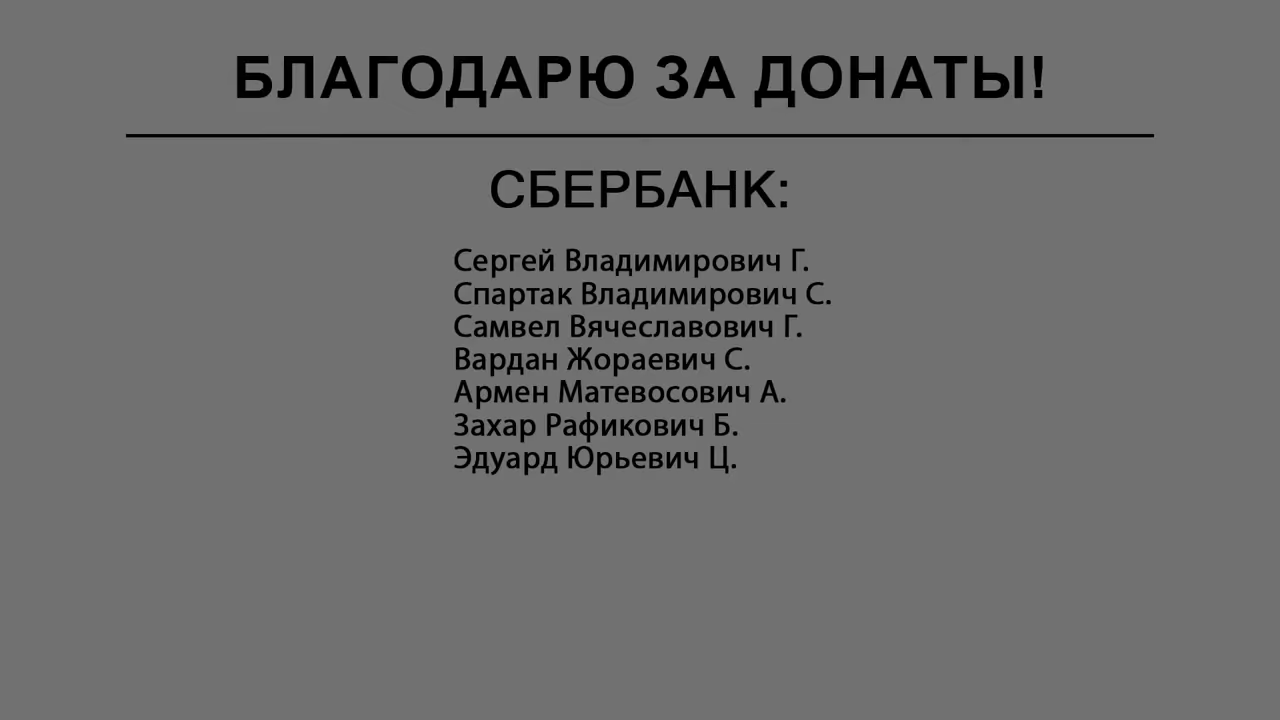 БЛАГОДАРЮ ЗА ДОНАТЫ!
СБЕРБАНК:
Сергей Владимирович Г.
Спартак Владимирович С.
Самвел Вячеславович Г.
Вардан Жораевич С.
Армен Матевосович А.
Захар Рафикович Б.
Эдуард Юрьевич Ц.